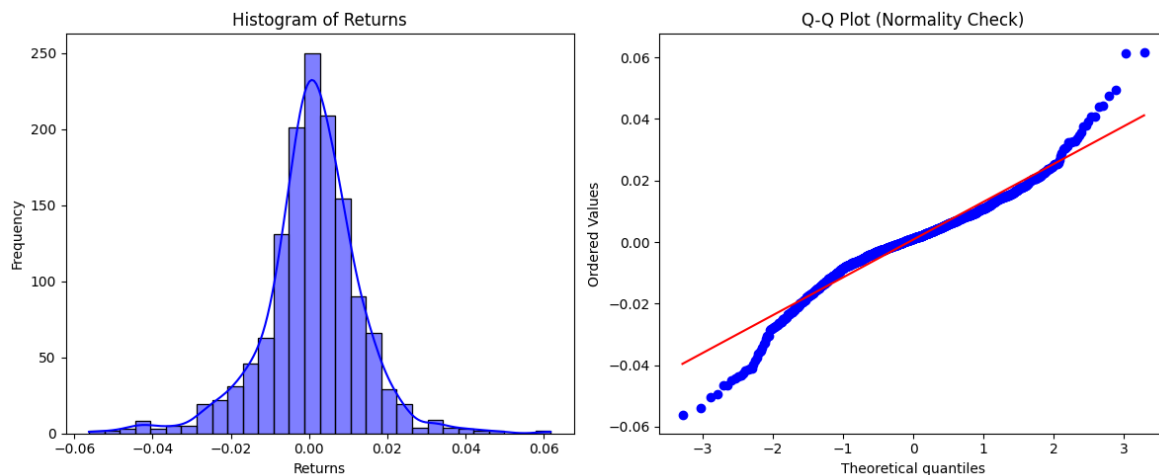 Histogram of Returns
250
200
150
100
50
0
Frequency
−0.06 −0.04 −0.02 0.00 0.02 0.04 0.06
Returns
Q-Q Plot (Normality Check)
0.06
0.04
0.02
0.00
−0.02
−0.04
−0.06
Ordered Values
−3 −2 −1 0 1 2 3
Theoretical quantiles